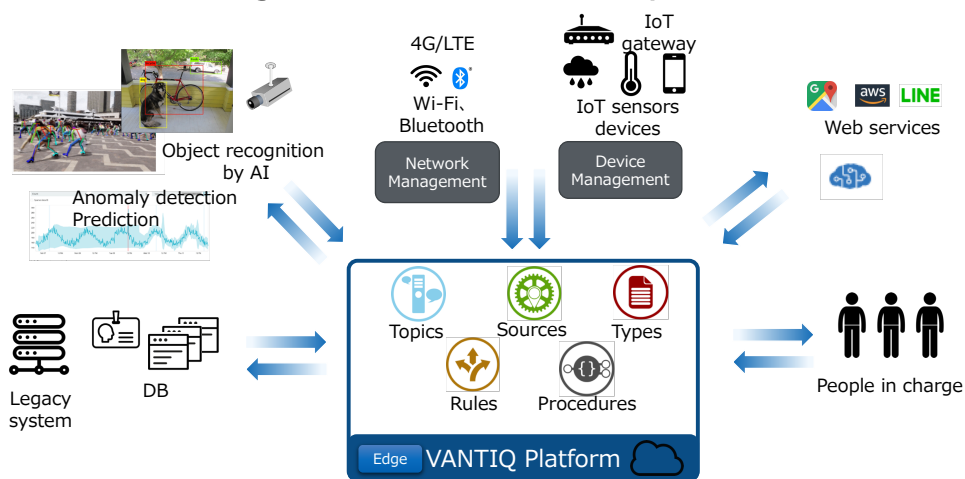 4G/LTE
Wi-Fi、
Bluetooth
Network
Management
IoT
gateway
IoT sensors
devices
Device
Management
aws
LINE
Web services
Object recognition
by AI
Anomaly detection
Prediction
Topics
Sources
Types
Rules
Procedures
Edge
VANTIQ Platform
Legacy
system
DB
People in charge